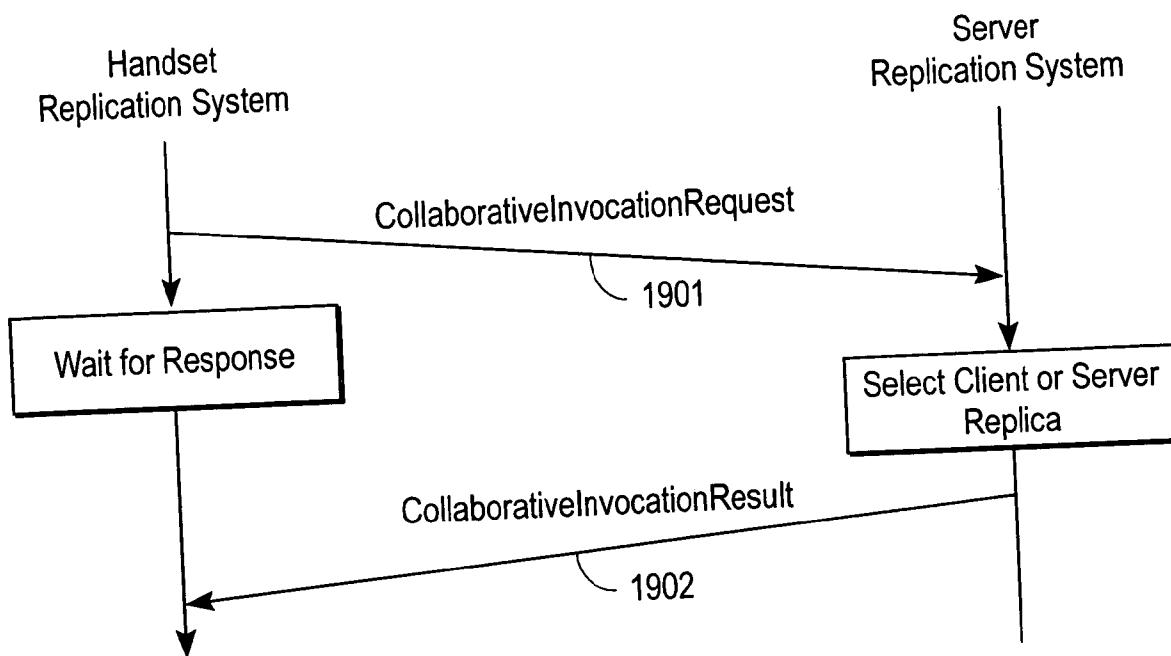 Handset
Replication System
Server
Replication System
CollaborativeInvocationRequest
1901
Wait for Response
Select Client or Server
Replica
CollaborativeInvocationResult
1902